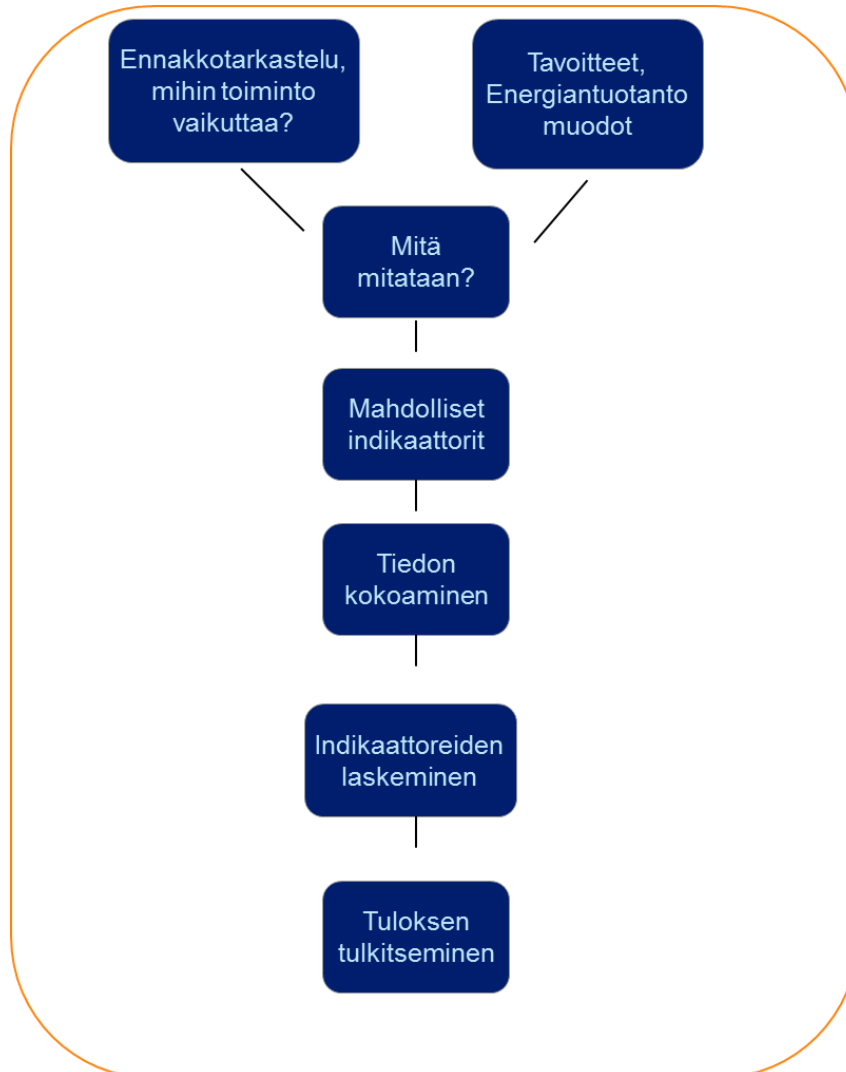 Ennakkotarkastelu,
mihin toiminto
vaikuttaa?
Tavoitteet,
Energiantuotanto
muodot
Mitä
mitataan?
Mahdolliset
indikaattorit
Tiedon
kokoaminen
Indikaattoreiden
laskeminen
Tuloksen
tulkitseminen